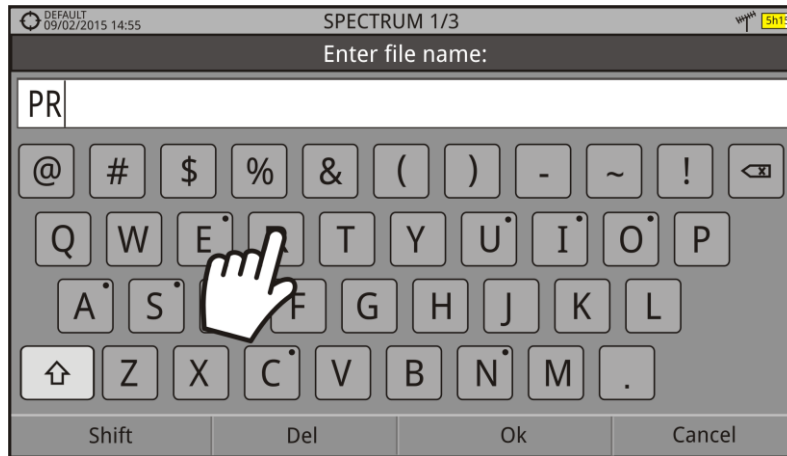 DEFAULT
09/02/2015 14:55
SPECTRUM 1/3
5h15
Enter file name:
PR
@ # $ % & ( ) - ~ !
Q W E R T Y U I O P
A S F G H J K L
Z X C V B N M .
Shift Del Ok Cancel